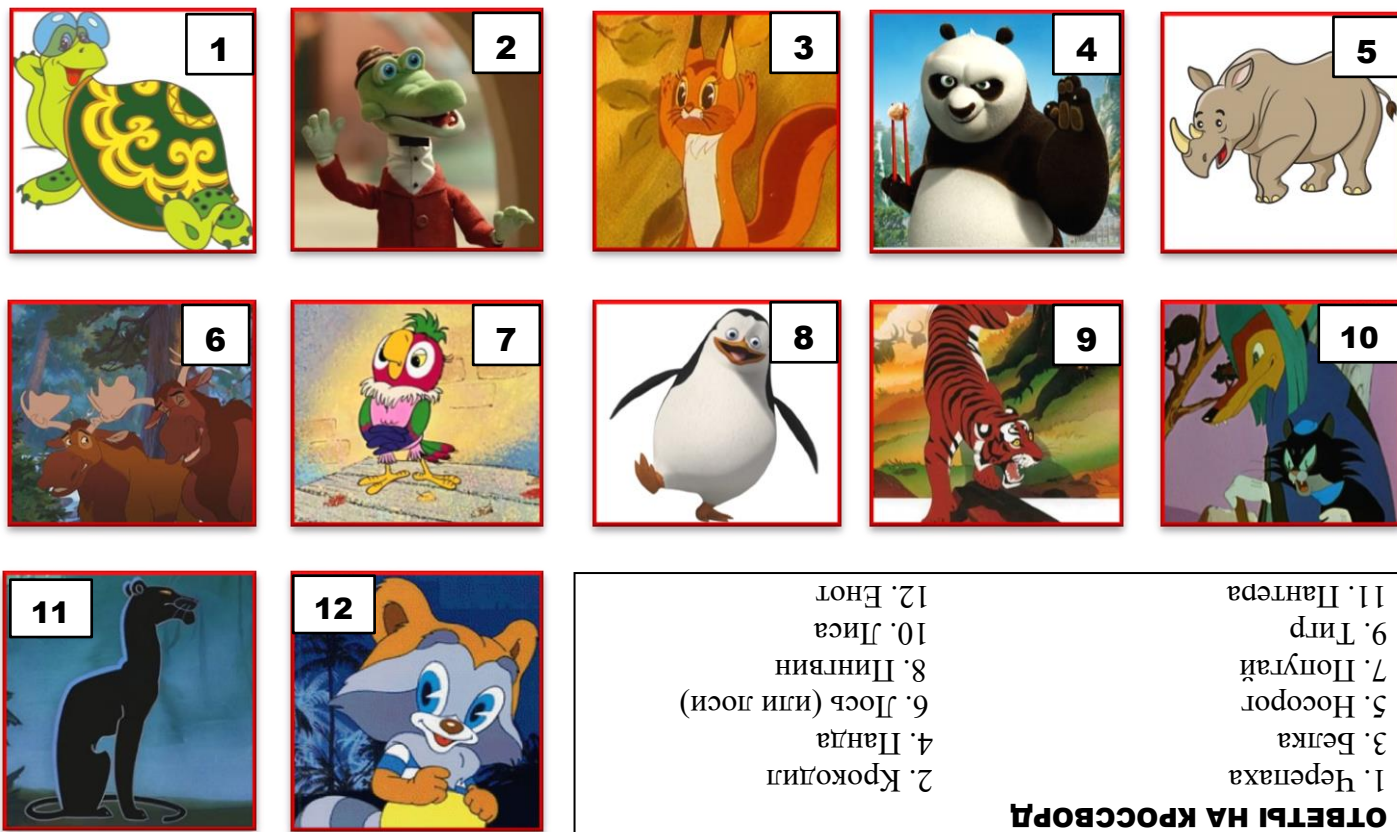 1
2
3
4
5
6
7
8
9
10
11
12
ОТВЕТЫ НА КРОССВОРД
1. Черепаха
2. Крокодил
3. Белка
4. Панда
5. Носорог
6. Лось (или лоси)
7. Попугай
8. Пингвин
9. Тигр
10. Лиса
11. Пантера
12. Енот